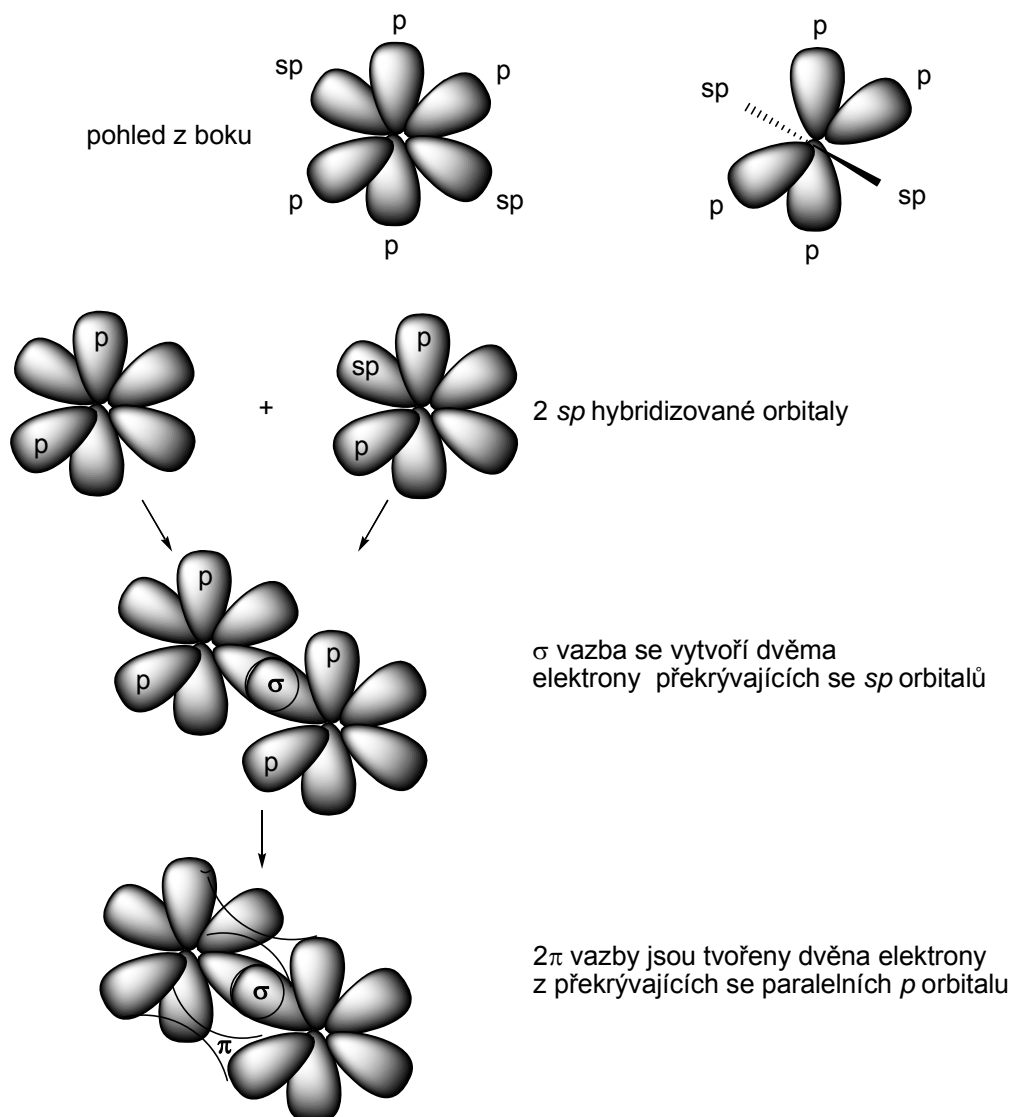 p
sp
p
pohled z boku
p
sp
p
p
sp
p
sp
p
p
p
p
+
sp
p
p
2 sp hybridizované orbitaly
p
p
σ
p
p
σ vazba se vytvoří dvěma
elektrony překrývajících se sp orbitalů
σ
π
2π vazby jsou tvořeny dvěna elektrony
z překrývajících se paralelních p orbitalu